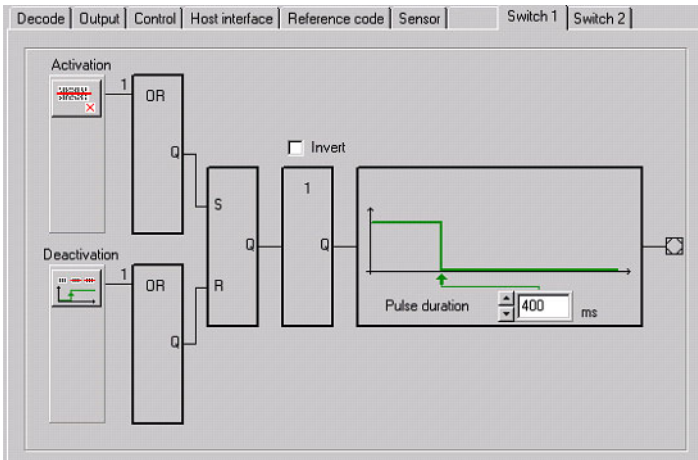 Decode Output Control Host interface Reference code Sensor Switch 1 Switch 2
Activation
1
OR
Q
Invert
1
S
Q
Q
Deactivation
1
OR
R
Q
Pulse duration 400 ms